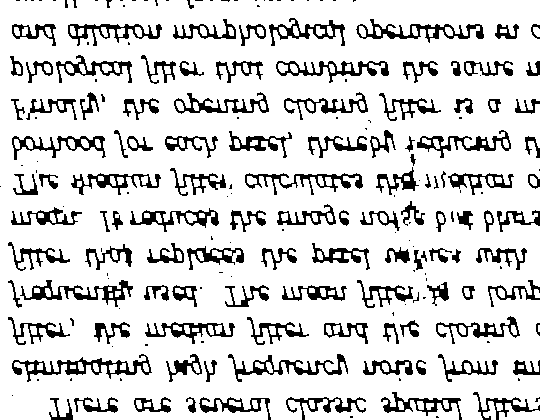 There are several classic spatial filters
eliminating high frequency noise from im
filter, the median filter and the closing o
frequently used. The mean filter is a lowp
filter that replaces the pixel values with
mean. It reduces the image noise but blurs
The median filter calculates the median o
borhood for each pixel, thereby reducing th
Finally, the opening closing filter is a m
phological filter that combines the same n
and dilation morphological operations in o